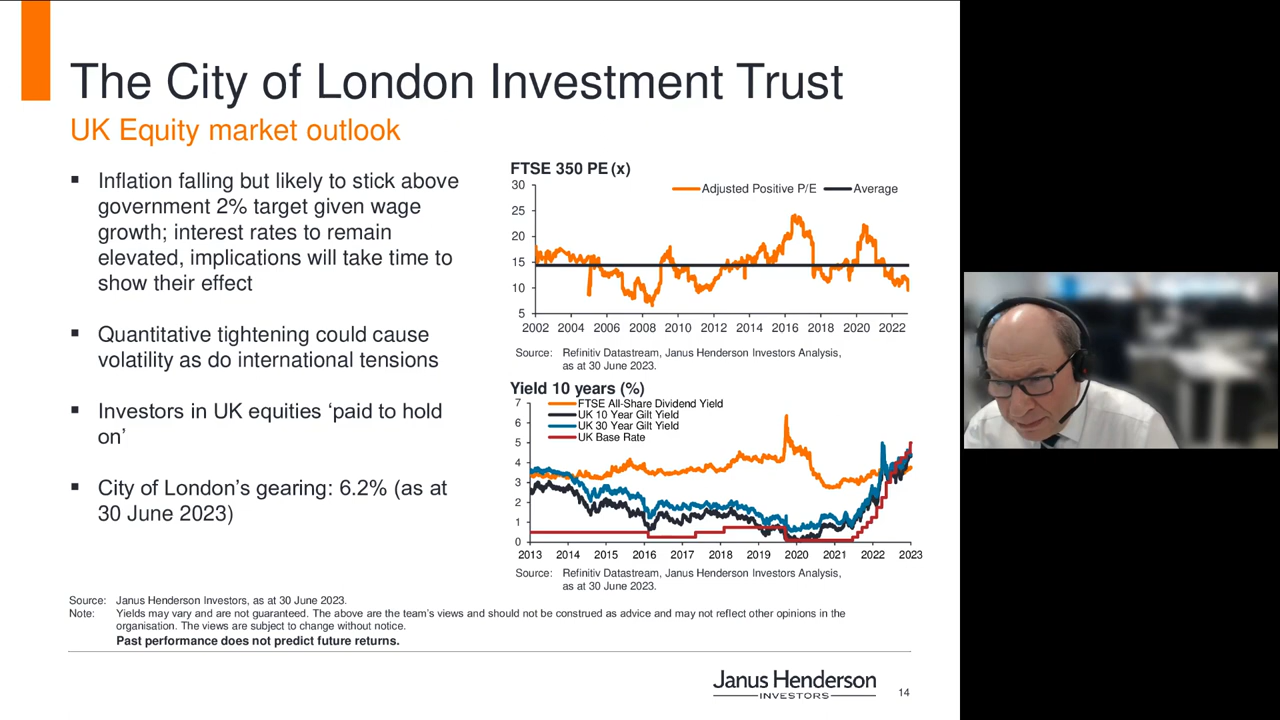 The City of London Investment Trust
UK Equity market outlook
▪ Inflation falling but likely to stick above
government 2% target given wage
growth; interest rates to remain
elevated, implications will take time to
show their effect
▪ Quantitative tightening could cause
volatility as do international tensions
▪ Investors in UK equities ‘paid to hold
on’
▪ City of London’s gearing: 6.2% (as at
30 June 2023)
FTSE 350 PE (x)
Adjusted Positive P/E Average
30
25
20
15
10
5
2002 2004 2006 2008 2010 2012 2014 2016 2018 2020 2022
Source: Refinitiv Datastream, Janus Henderson Investors Analysis,
as at 30 June 2023.
Yield 10 years (%)
FTSE All-Share Dividend Yield
UK 10 Year Gilt Yield
UK 30 Year Gilt Yield
UK Base Rate
7
6
5
4
3
2
1
0
2013 2014 2015 2016 2017 2018 2019 2020 2021 2022 2023
Source: Refinitiv Datastream, Janus Henderson Investors Analysis,
as at 30 June 2023.
Source: Janus Henderson Investors, as at 30 June 2023.
Note: Yields may vary and are not guaranteed. The above are the team’s views and should not be construed as advice and may not reflect other opinions in the
organisation. The views are subject to change without notice.
Past performance does not predict future returns.
Janus Henderson
INVESTORS
14